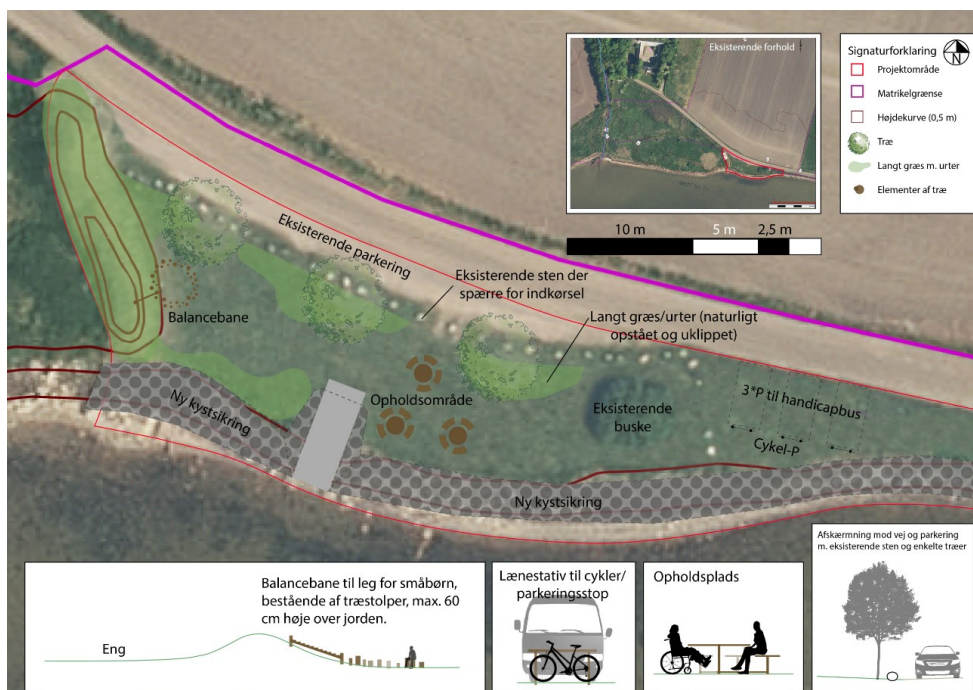 Eksisterende forhold
Signaturforklaring
N
Projektområde
Matrikelgrænse
Højdekurve (0,5 m)
Træ
Langt græs m. urter
Elementer af træ
10 m
5 m
2,5 m
Eksisterende parkering
Eksisterende sten der
spærre for indkørsel
Langt græs/urter (naturligt
opstået og uklippet)
Balancebane
Opholdsområde
Eksisterende
buske
3*P til handicapbus
Cykel-P
Ny kystsikring
Ny kystsikring
Balancebane til leg for småbørn,
bestående af træstolper, max. 60
cm høje over jorden.
Eng
Lænestativ til cykler/
parkeringsstop
Opholdsplads
Afskærmning mod vej og parkering
m. eksisterende sten og enkelte træer